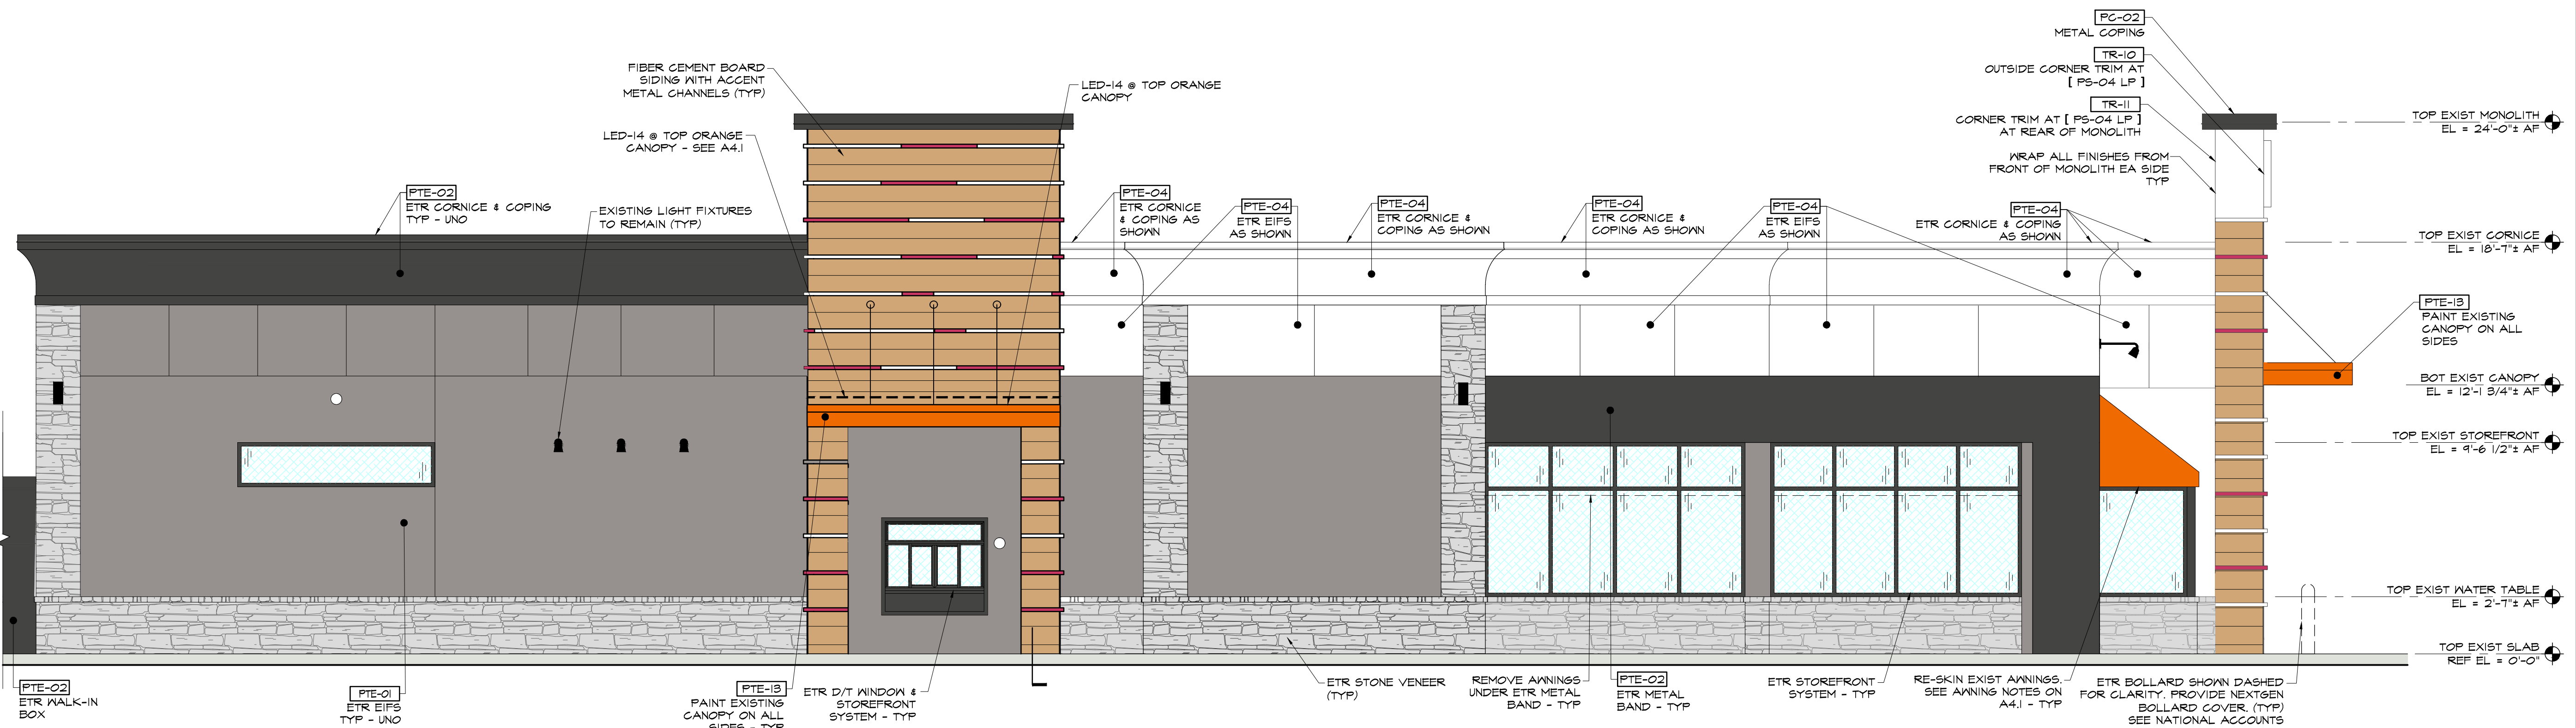 PC-02
METAL COPING
TR-10
OUTSIDE CORNER TRIM AT
[ PS-04 LP ]
TR-11
CORNER TRIM AT [ PS-04 LP ]
AT REAR OF MONOLITH
WRAP ALL FINISHES FROM
FRONT OF MONOLITH EA SIDE
TYP
FIBER CEMENT BOARD
SIDING WITH ACCENT
METAL CHANNELS (TYP)
LED-14 @ TOP ORANGE
CANOPY
LED-14 @ TOP ORANGE
CANOPY - SEE A4.1
PTE-02
ETR CORNICE & COPING
TYP - UNO
EXISTING LIGHT FIXTURES
TO REMAIN (TYP)
PTE-04
ETR CORNICE
& COPING AS
SHOWN
PTE-04
ETR EIFS
AS SHOWN
PTE-04
ETR CORNICE &
COPING AS SHOWN
PTE-04
ETR CORNICE &
COPING AS SHOWN
PTE-04
ETR EIFS
AS SHOWN
PTE-04
ETR CORNICE & COPING
AS SHOWN
TOP EXIST MONOLITH
EL = 24'-0"± AF
TOP EXIST CORNICE
EL = 18'-7"± AF
PTE-13
PAINT EXISTING
CANOPY ON ALL
SIDES
BOT EXIST CANOPY
EL = 12'-1 3/4"± AF
TOP EXIST STOREFRONT
EL = 9'-6 1/2"± AF
TOP EXIST WATER TABLE
EL = 2'-7"± AF
TOP EXIST SLAB
REF EL = 0'-0"
PTE-02
ETR WALK-IN
BOX
PTE-01
ETR EIFS
TYP - UNO
PTE-13
PAINT EXISTING
CANOPY ON ALL
SIDES - TYP
ETR D/T WINDOW &
STOREFRONT
SYSTEM - TYP
ETR STONE VENEER
(TYP)
REMOVE AWNINGS
UNDER ETR METAL
BAND - TYP
PTE-02
ETR METAL
BAND - TYP
ETR STOREFRONT
SYSTEM - TYP
RE-SKIN EXIST AWNINGS.
SEE AWNING NOTES ON
A4.1 - TYP
ETR BOLLARD SHOWN DASHED
FOR CLARITY. PROVIDE NEXTGEN
BOLLARD COVER. (TYP)
SEE NATIONAL ACCOUNTS